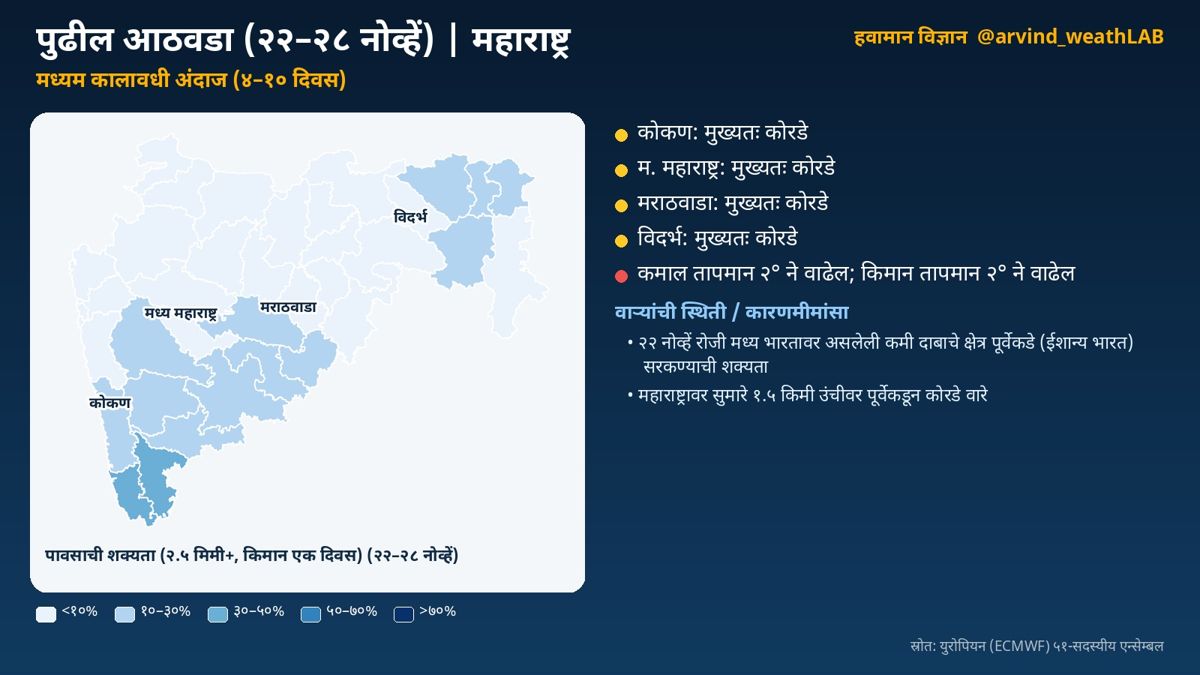 पुढील आठवडा (२२–२८ नोव्हें) | महाराष्ट्र
हवामान विज्ञान @arvind_weathLAB
मध्यम कालावधी अंदाज (४–१० दिवस)
विदर्भ
मध्य महाराष्ट्र
मराठवाडा
कोकण
पावसाची शक्यता (२.५ मिमी+, किमान एक दिवस) (२२–२८ नोव्हें)
<१०%
१०–३०%
३०–५०%
५०–७०%
>७०%
कोकण: मुख्यतः कोरडे
म. महाराष्ट्र: मुख्यतः कोरडे
मराठवाडा: मुख्यतः कोरडे
विदर्भ: मुख्यतः कोरडे
कमाल तापमान २° ने वाढेल; किमान तापमान २° ने वाढेल
वाऱ्यांची स्थिती / कारणमीमांसा
• २२ नोव्हें रोजी मध्य भारतावर असलेली कमी दाबाचे क्षेत्र पूर्वेकडे (ईशान्य भारत)
सरकण्याची शक्यता
• महाराष्ट्रावर सुमारे १.५ किमी उंचीवर पूर्वेकडून कोरडे वारे
स्रोत: युरोपियन (ECMWF) ५१-सदस्यीय एन्सेम्बल